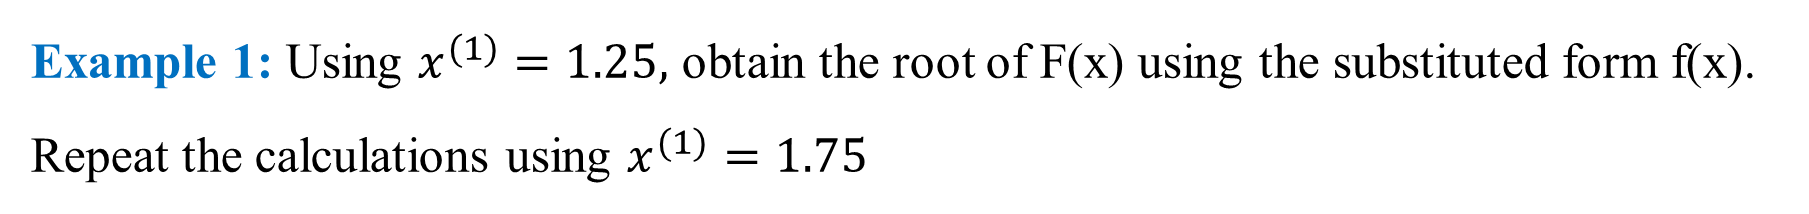 Example 1: Using x^(1) = 1.25, obtain the root of F(x) using the substituted form f(x).
Repeat the calculations using x^(1) = 1.75